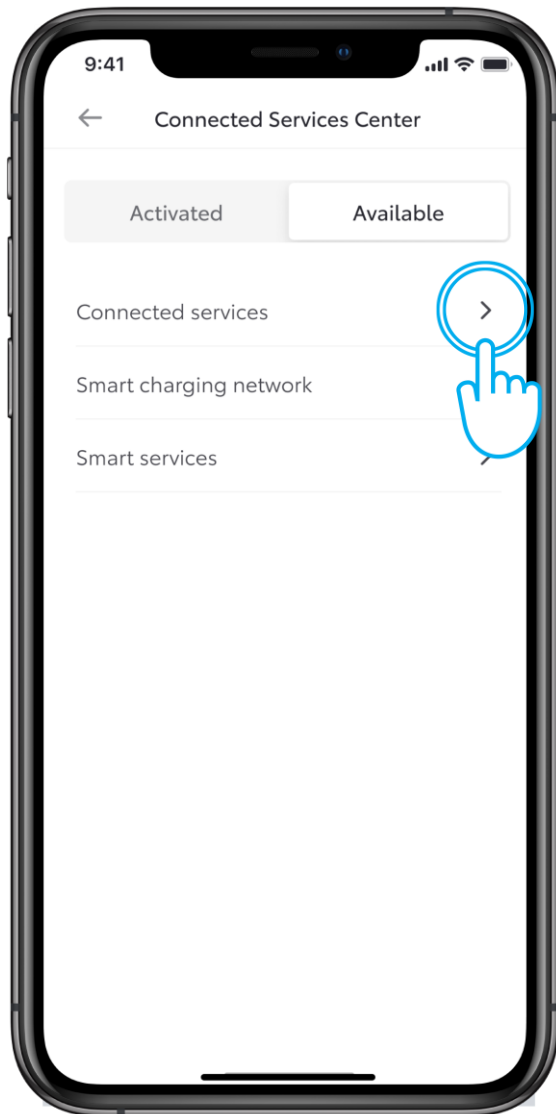 9:41
Connected Services Center
Activated Available
Connected services
Smart charging network
Smart services